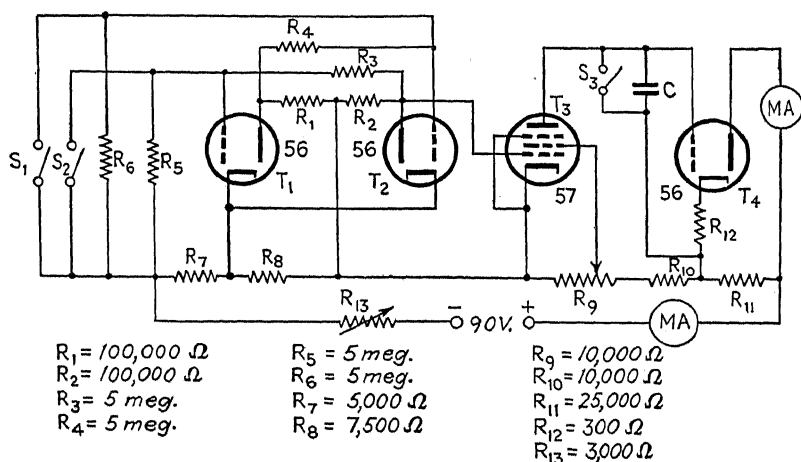 R4
R3
S3
T3
C
MA
R1
R2
S1
S2
R6
R5
56
56
T1
T2
57
56
T4
R12
R7
R8
R9
R10
R11
R13
− 90V. +
MA
R1 = 100,000 Ω
R2 = 100,000 Ω
R3 = 5 meg.
R4 = 5 meg.
R5 = 5 meg.
R6 = 5 meg.
R7 = 5,000 Ω
R8 = 7,500 Ω
R9 = 10,000 Ω
R10 = 10,000 Ω
R11 = 25,000 Ω
R12 = 300 Ω
R13 = 3,000 Ω